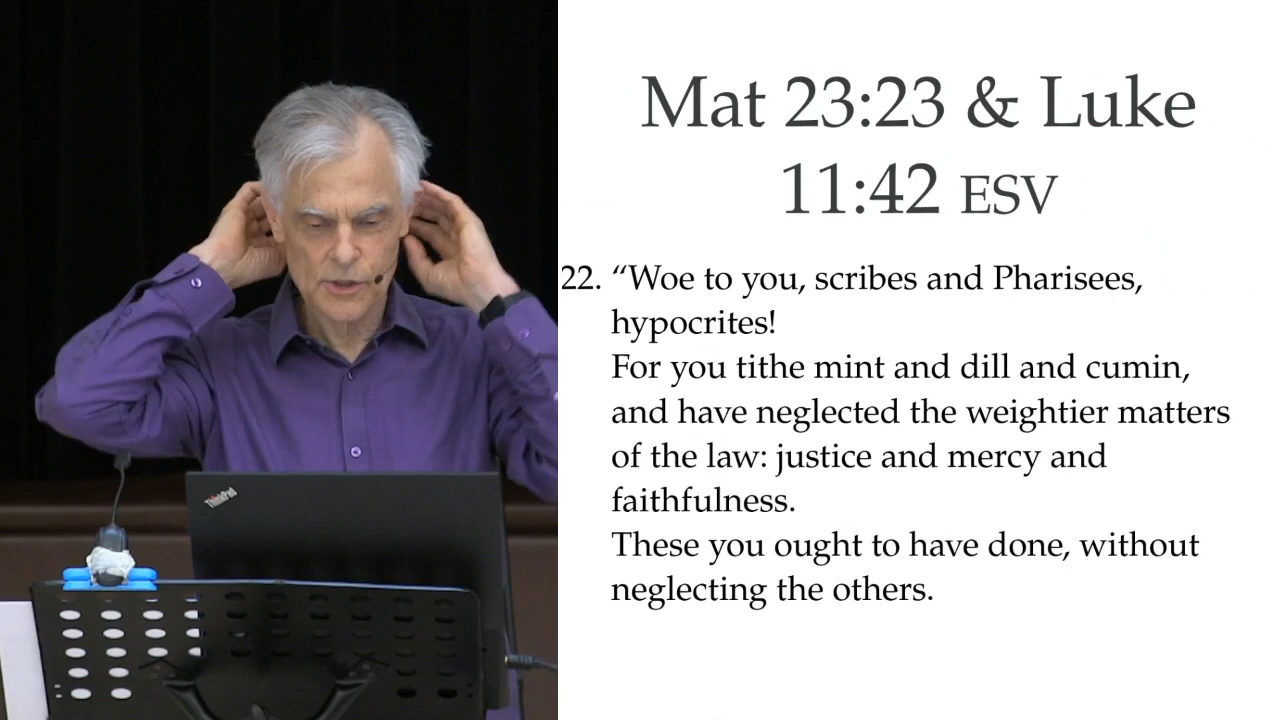 Mat 23:23 & Luke
11:42 ESV
22. “Woe to you, scribes and Pharisees,
hypocrites!
For you tithe mint and dill and cumin,
and have neglected the weightier matters
of the law: justice and mercy and
faithfulness.
These you ought to have done, without
neglecting the others.
ThinkPad